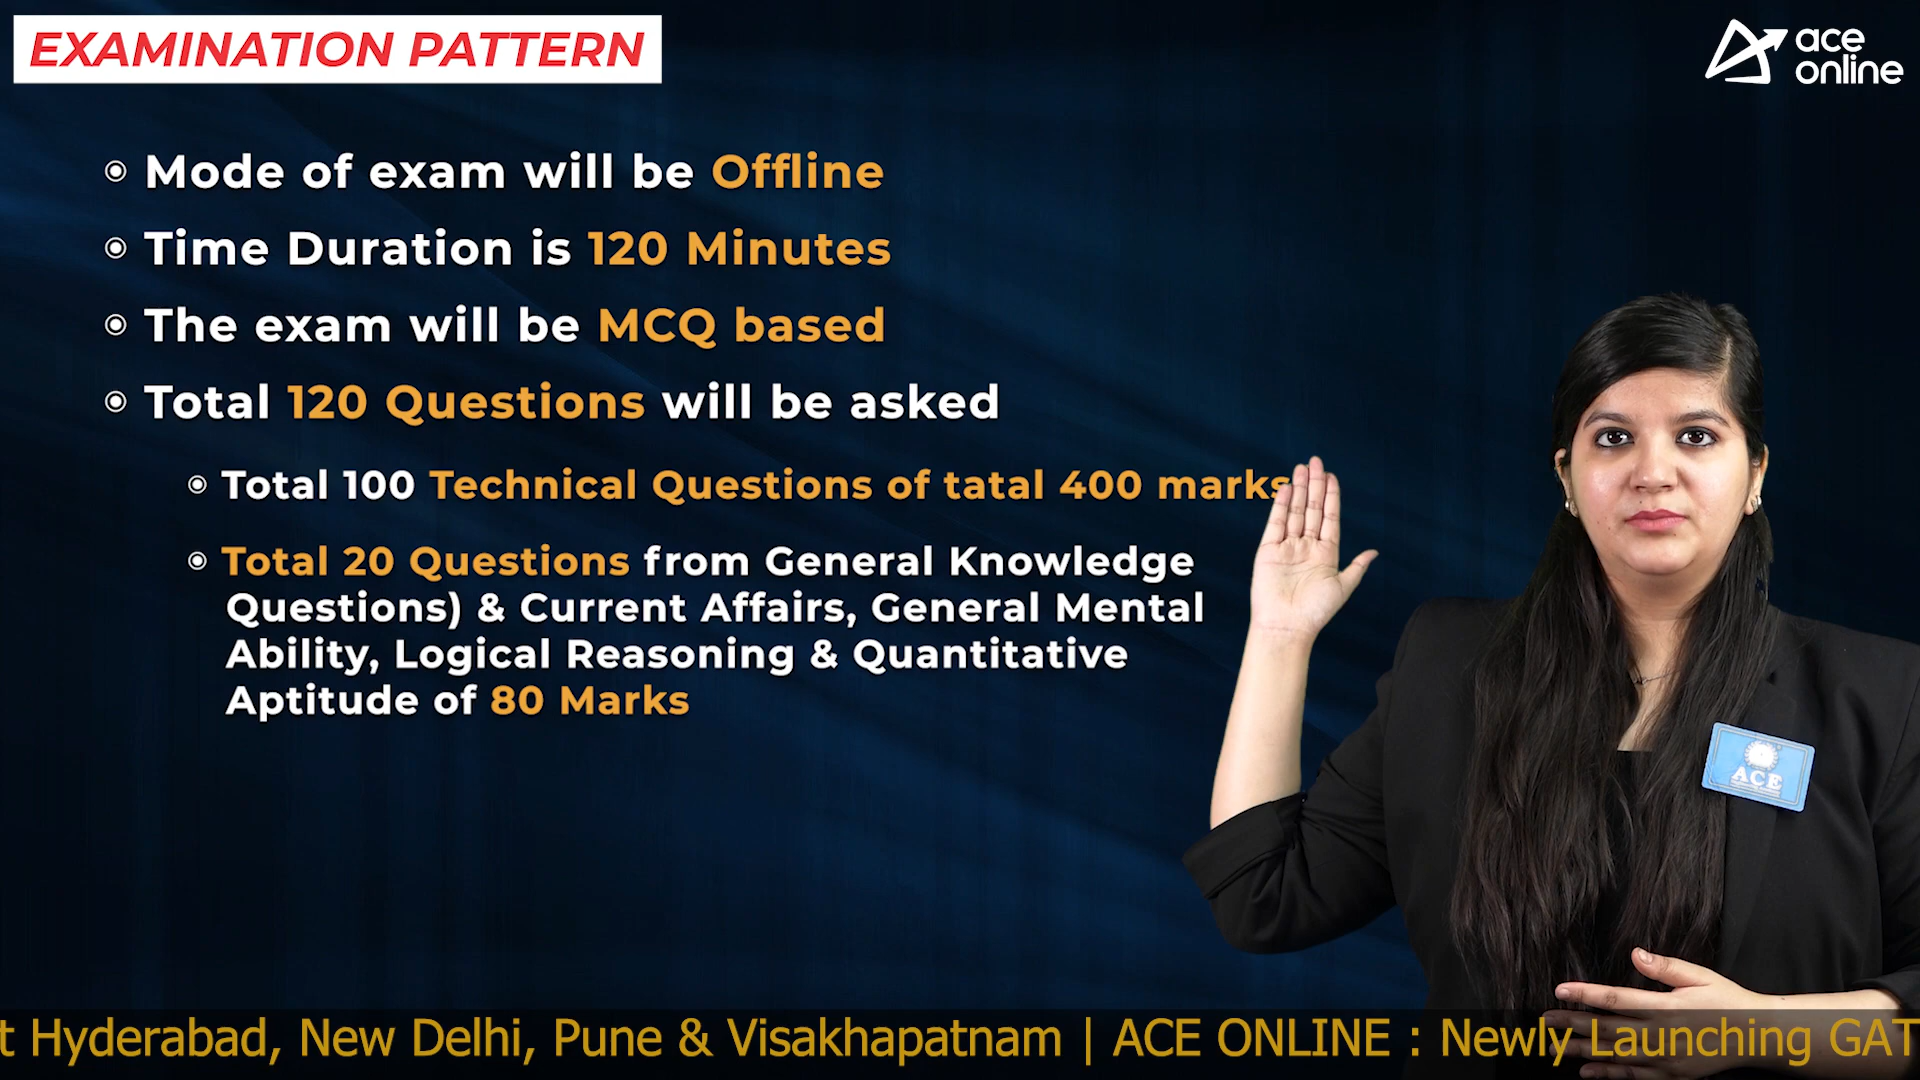 EXAMINATION PATTERN
ace
online
Mode of exam will be Offline
Time Duration is 120 Minutes
The exam will be MCQ based
Total 120 Questions will be asked
Total 100 Technical Questions of tatal 400 marks
Total 20 Questions from General Knowledge
Questions) & Current Affairs, General Mental
Ability, Logical Reasoning & Quantitative
Aptitude of 80 Marks
ACE
t Hyderabad, New Delhi, Pune & Visakhapatnam | ACE ONLINE : Newly Launching GAT